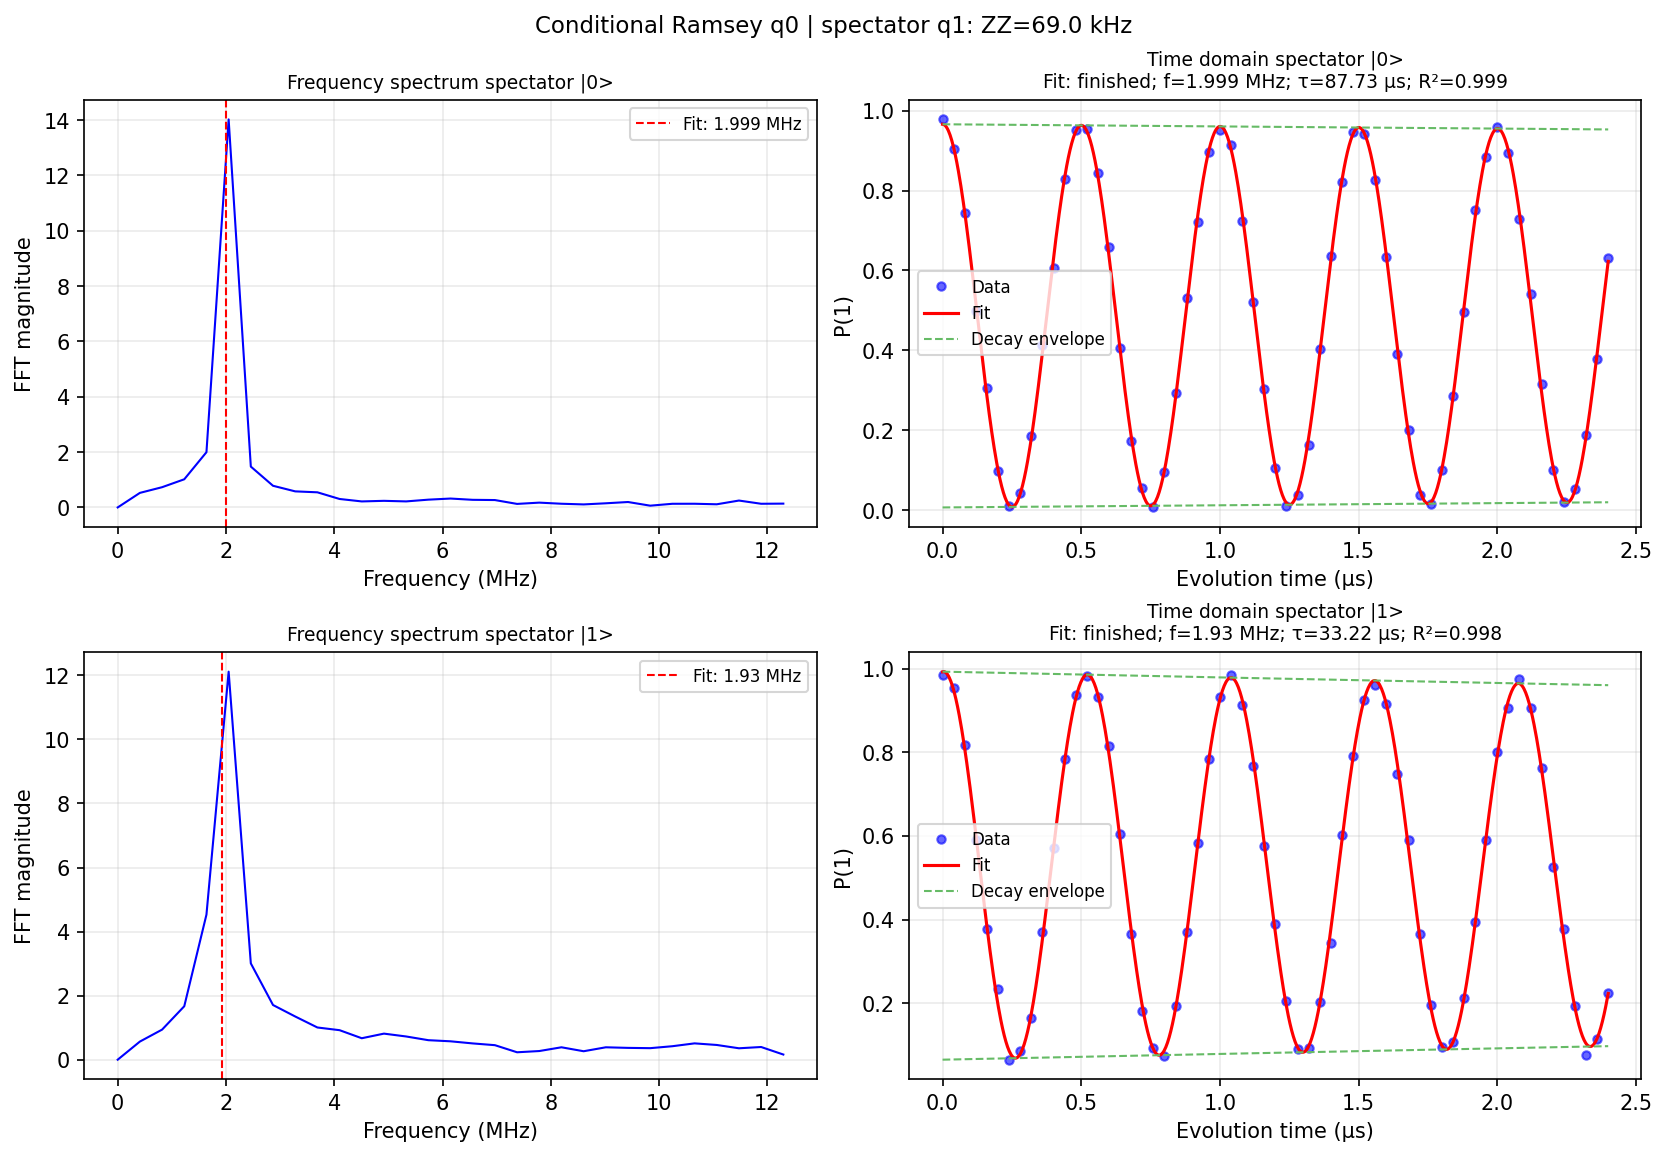 Conditional Ramsey q0 | spectator q1: ZZ=69.0 kHz
Frequency spectrum spectator |0>
Fit: 1.999 MHz
FFT magnitude
14
12
10
8
6
4
2
0
0 2 4 6 8 10 12
Frequency (MHz)
Time domain spectator |0>
Fit: finished; f=1.999 MHz; τ=87.73 µs; R²=0.999
Data
Fit
Decay envelope
P(1)
1.0
0.8
0.6
0.4
0.2
0.0
0.0 0.5 1.0 1.5 2.0 2.5
Evolution time (µs)
Frequency spectrum spectator |1>
Fit: 1.93 MHz
FFT magnitude
12
10
8
6
4
2
0
0 2 4 6 8 10 12
Frequency (MHz)
Time domain spectator |1>
Fit: finished; f=1.93 MHz; τ=33.22 µs; R²=0.998
Data
Fit
Decay envelope
P(1)
1.0
0.8
0.6
0.4
0.2
0.0 0.5 1.0 1.5 2.0 2.5
Evolution time (µs)